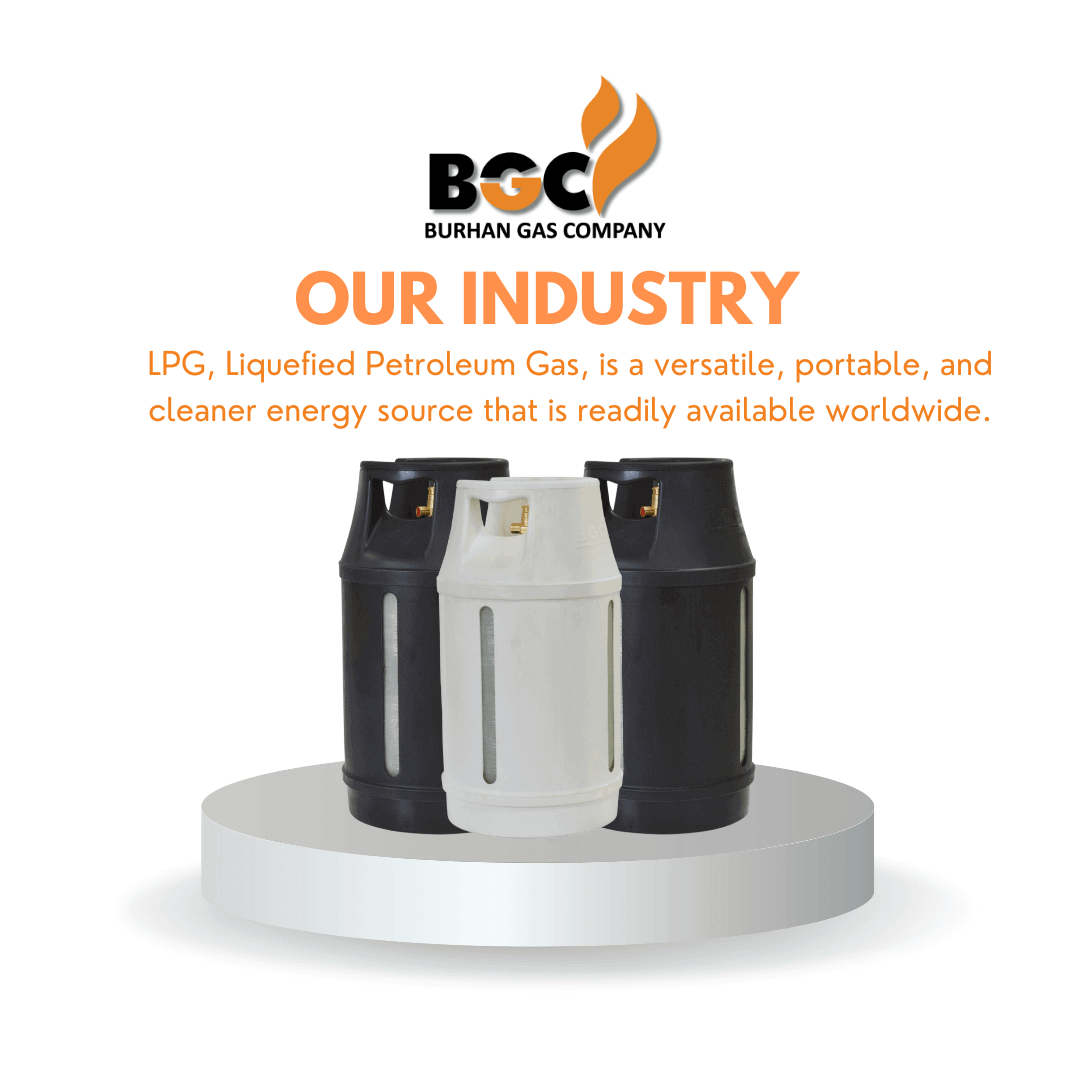 BGC
BURHAN GAS COMPANY
OUR INDUSTRY
LPG, Liquefied Petroleum Gas, is a versatile, portable, and
cleaner energy source that is readily available worldwide.